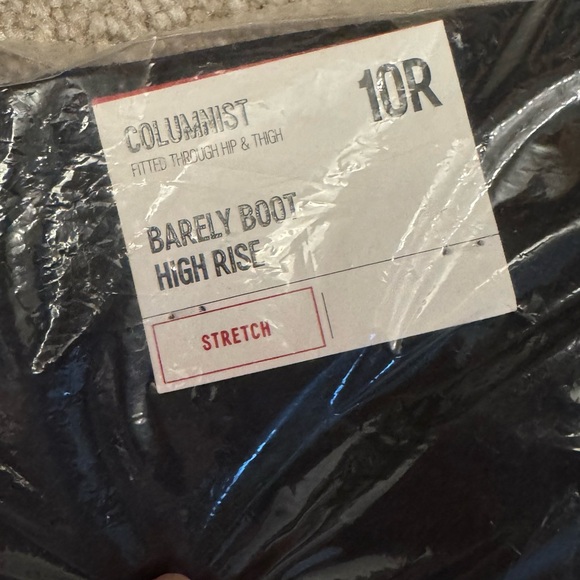 COLUMNIST
FITTED THROUGH HIP & THIGH
10R
BARELY BOOT
HIGH RISE
STRETCH